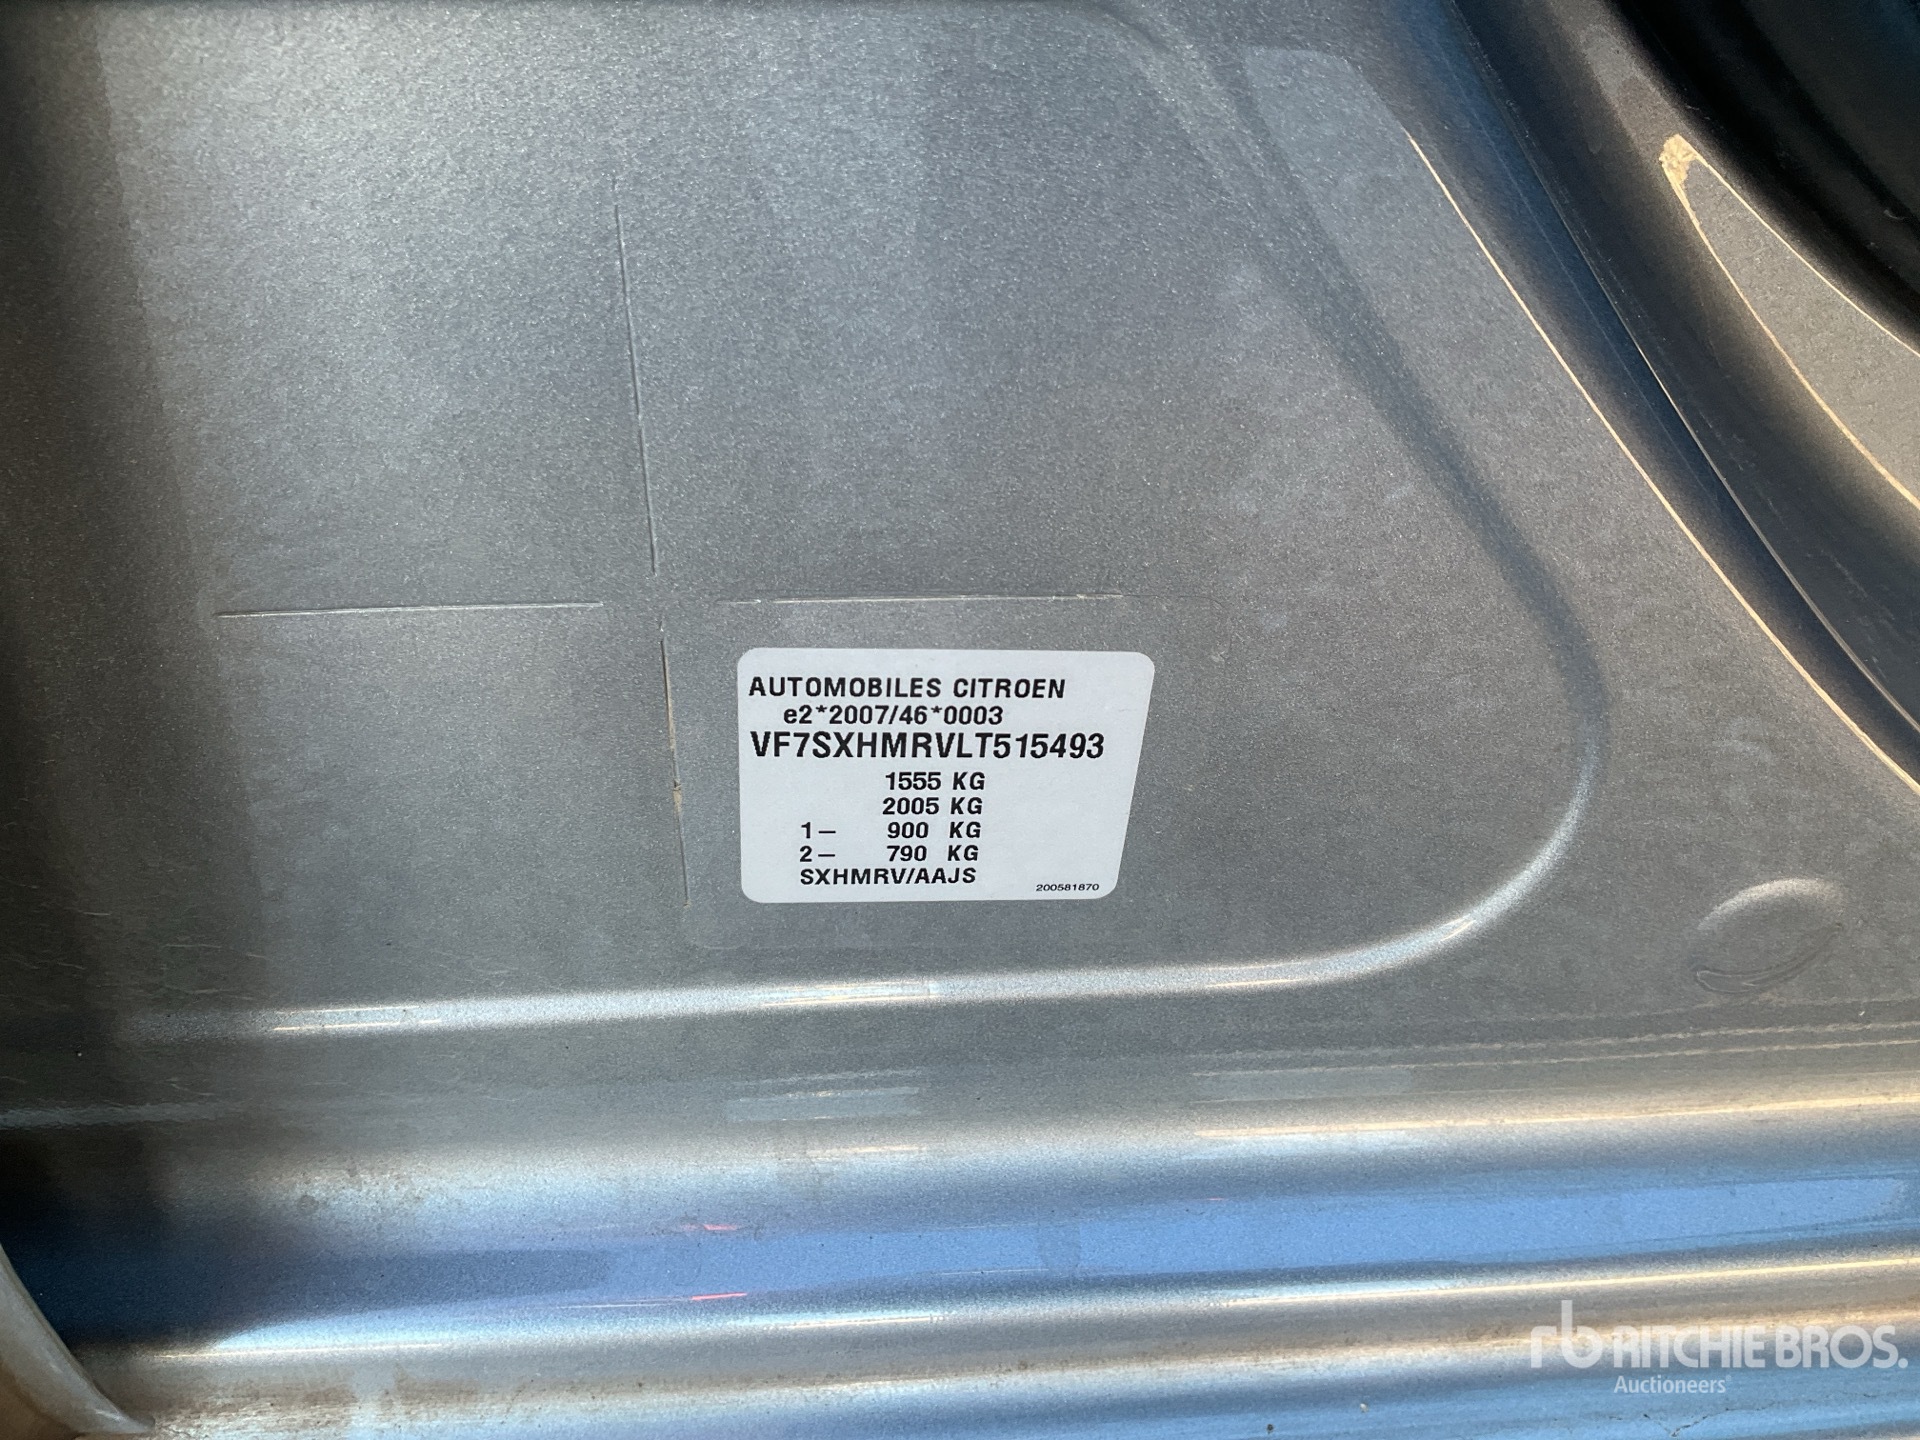 AUTOMOBILES CITROEN
e2*2007/46*0003
VF7SXHMRVLT515493
1555 KG
2005 KG
1— 900 KG
2— 790 KG
SXHMRV/AAJS
200581870
rb RITCHIE BROS.
Auctioneers